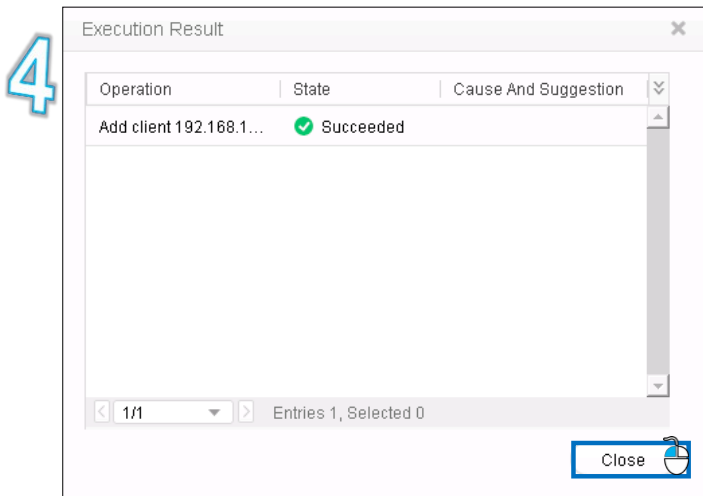 4
Execution Result
Operation State Cause And Suggestion
Add client 192.168.1... Succeeded
1/1 Entries 1, Selected 0
Close